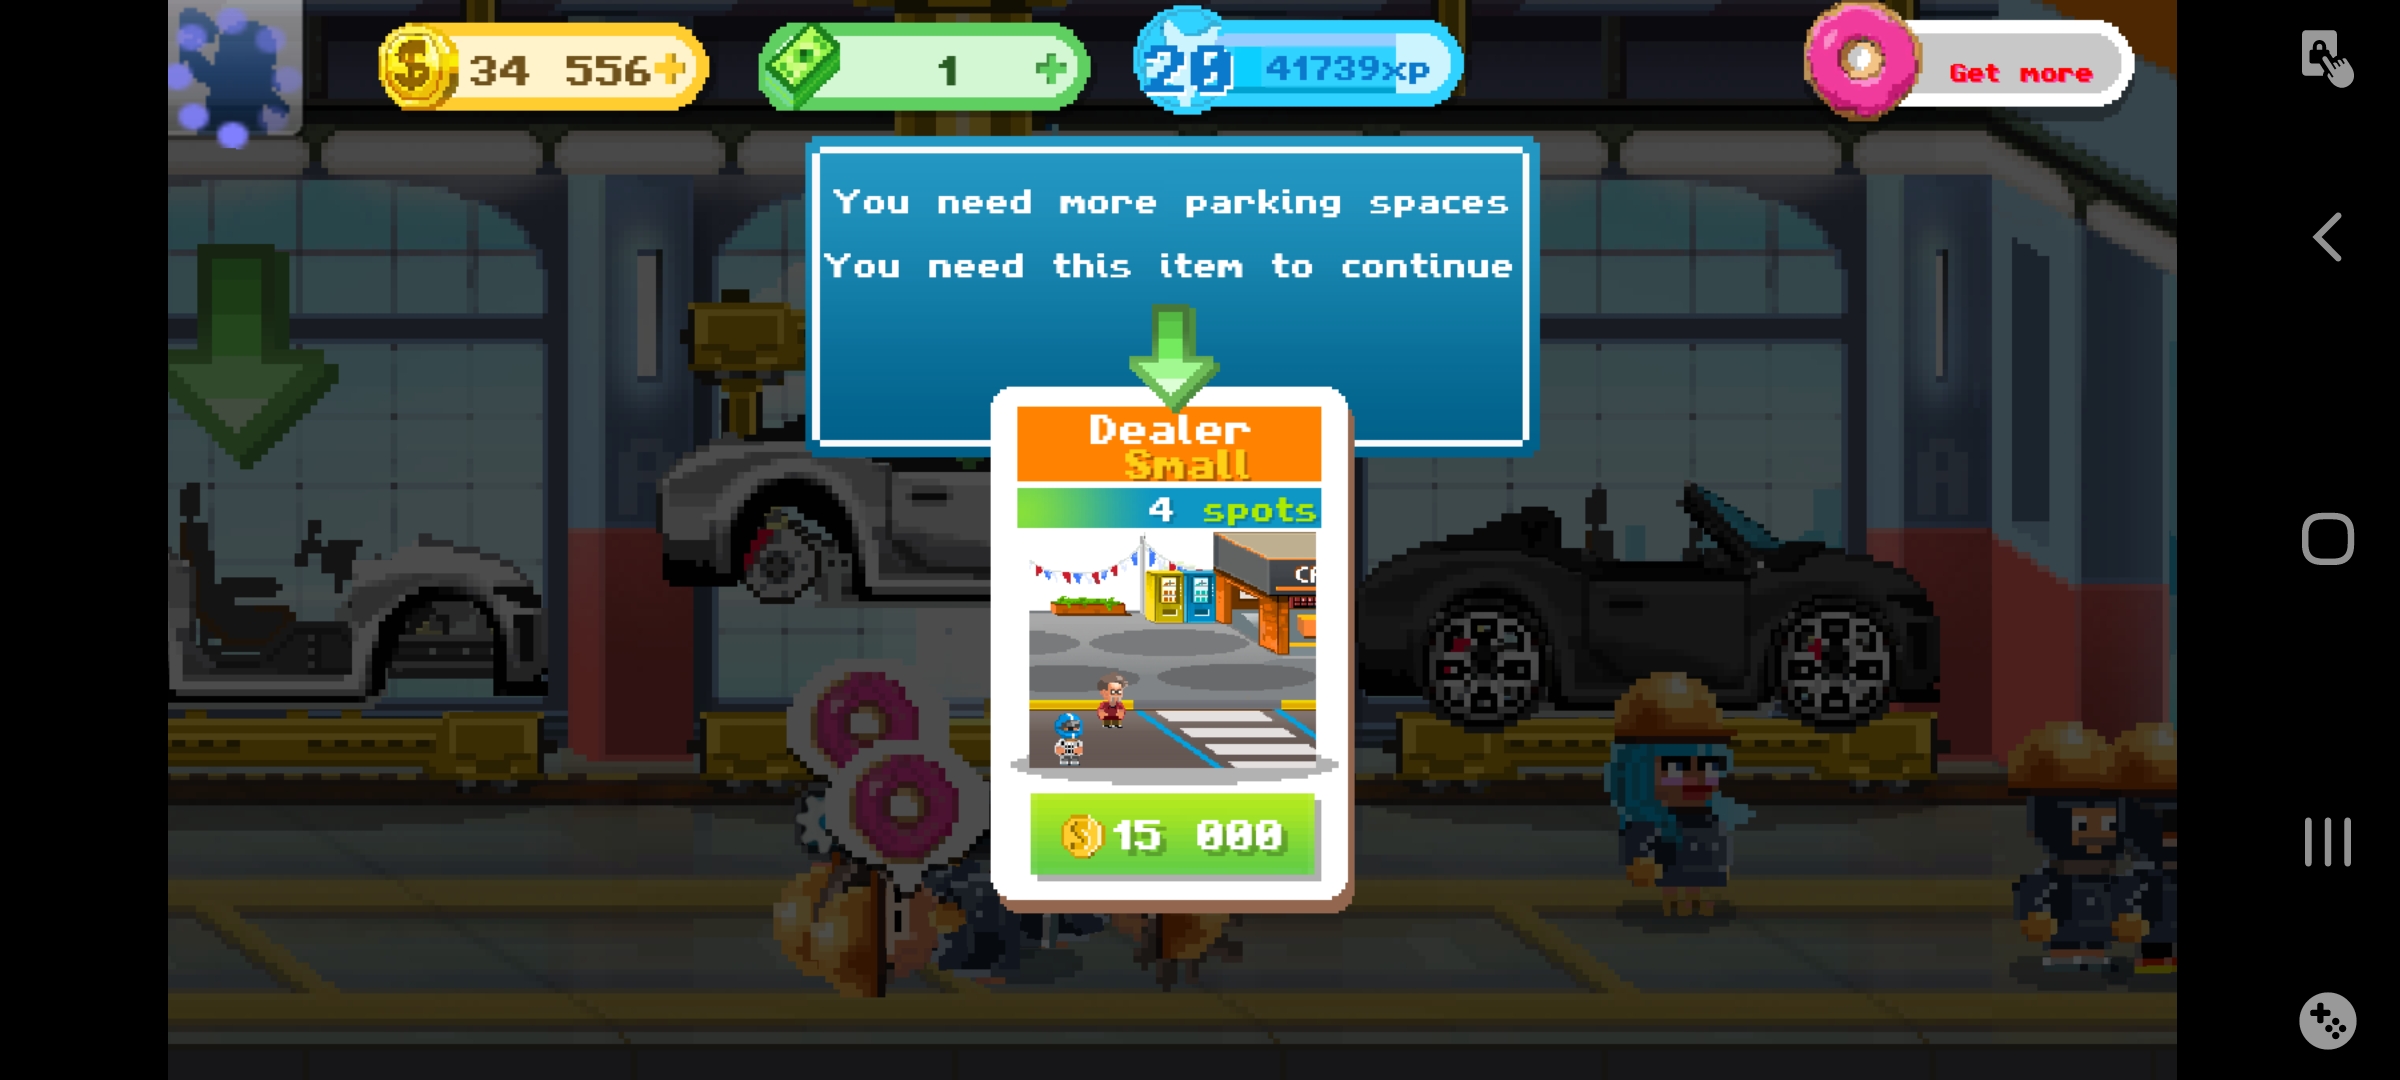 34 556
1
20 41739xp
Get more
You need more parking spaces
You need this item to continue
Dealer
Small
4 spots
15 000